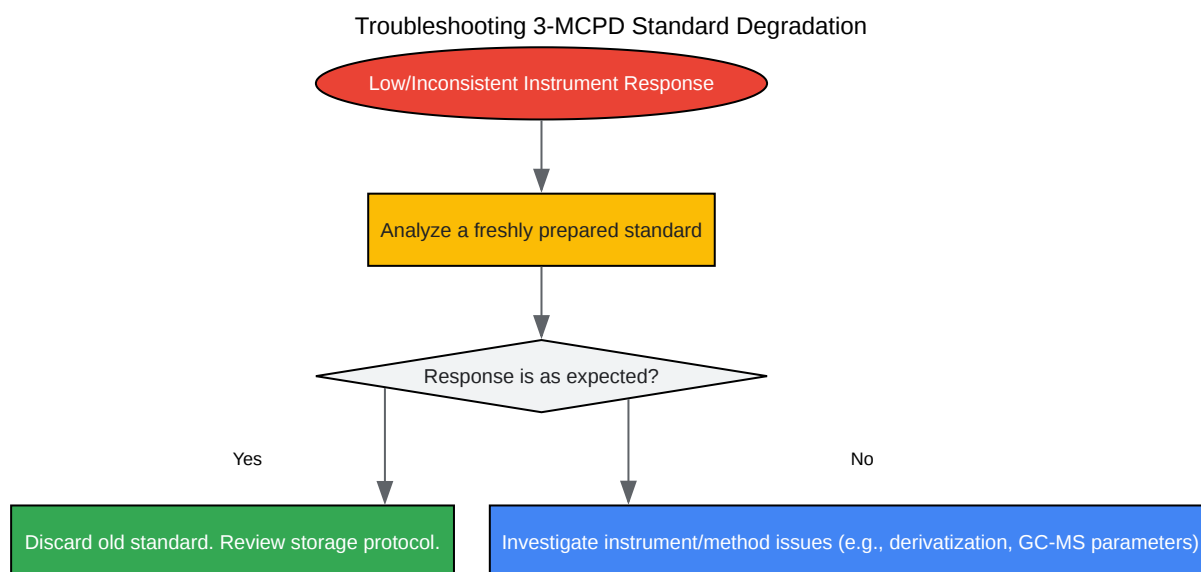 Troubleshooting 3-MCPD Standard Degradation
Low/Inconsistent Instrument Response
Analyze a freshly prepared standard
Response is as expected?
Yes
No
Discard old standard. Review storage protocol.
Investigate instrument/method issues (e.g., derivatization, GC-MS parameters)